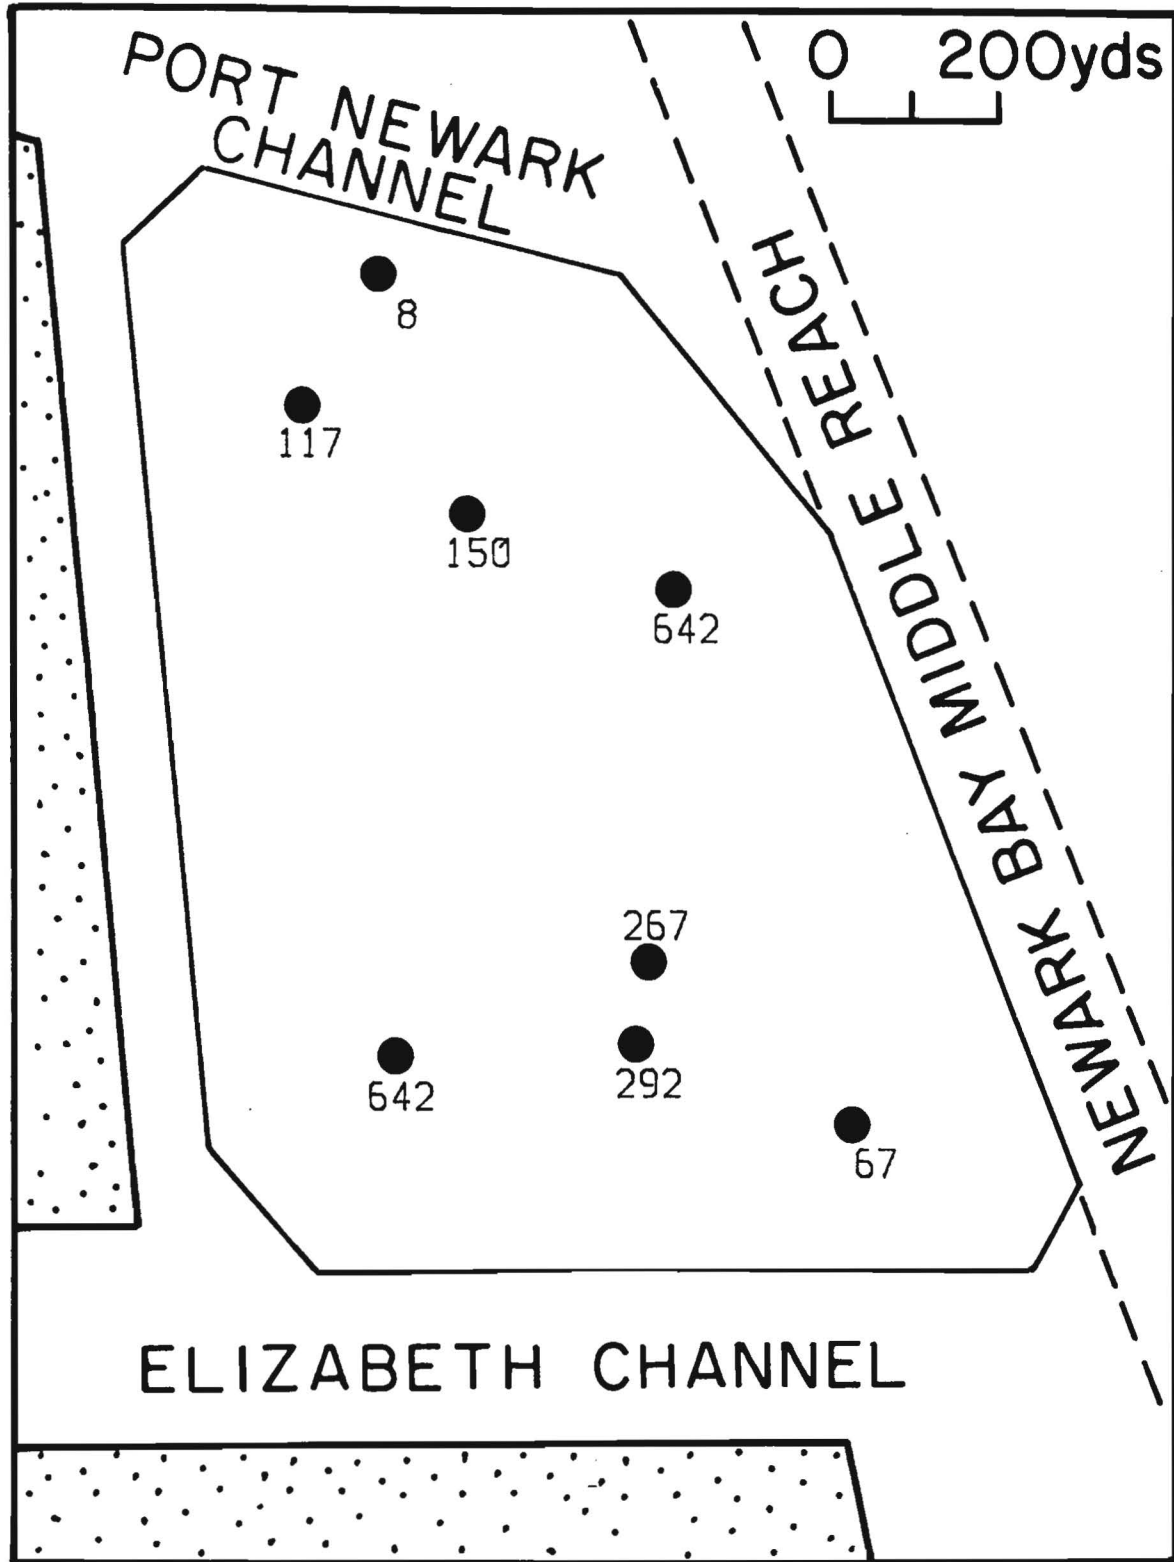 0 200yds
PORT NEWARK
CHANNEL
NEWARK BAY MIDDLE REACH
8
117
150
642
267
292
642
67
ELIZABETH CHANNEL